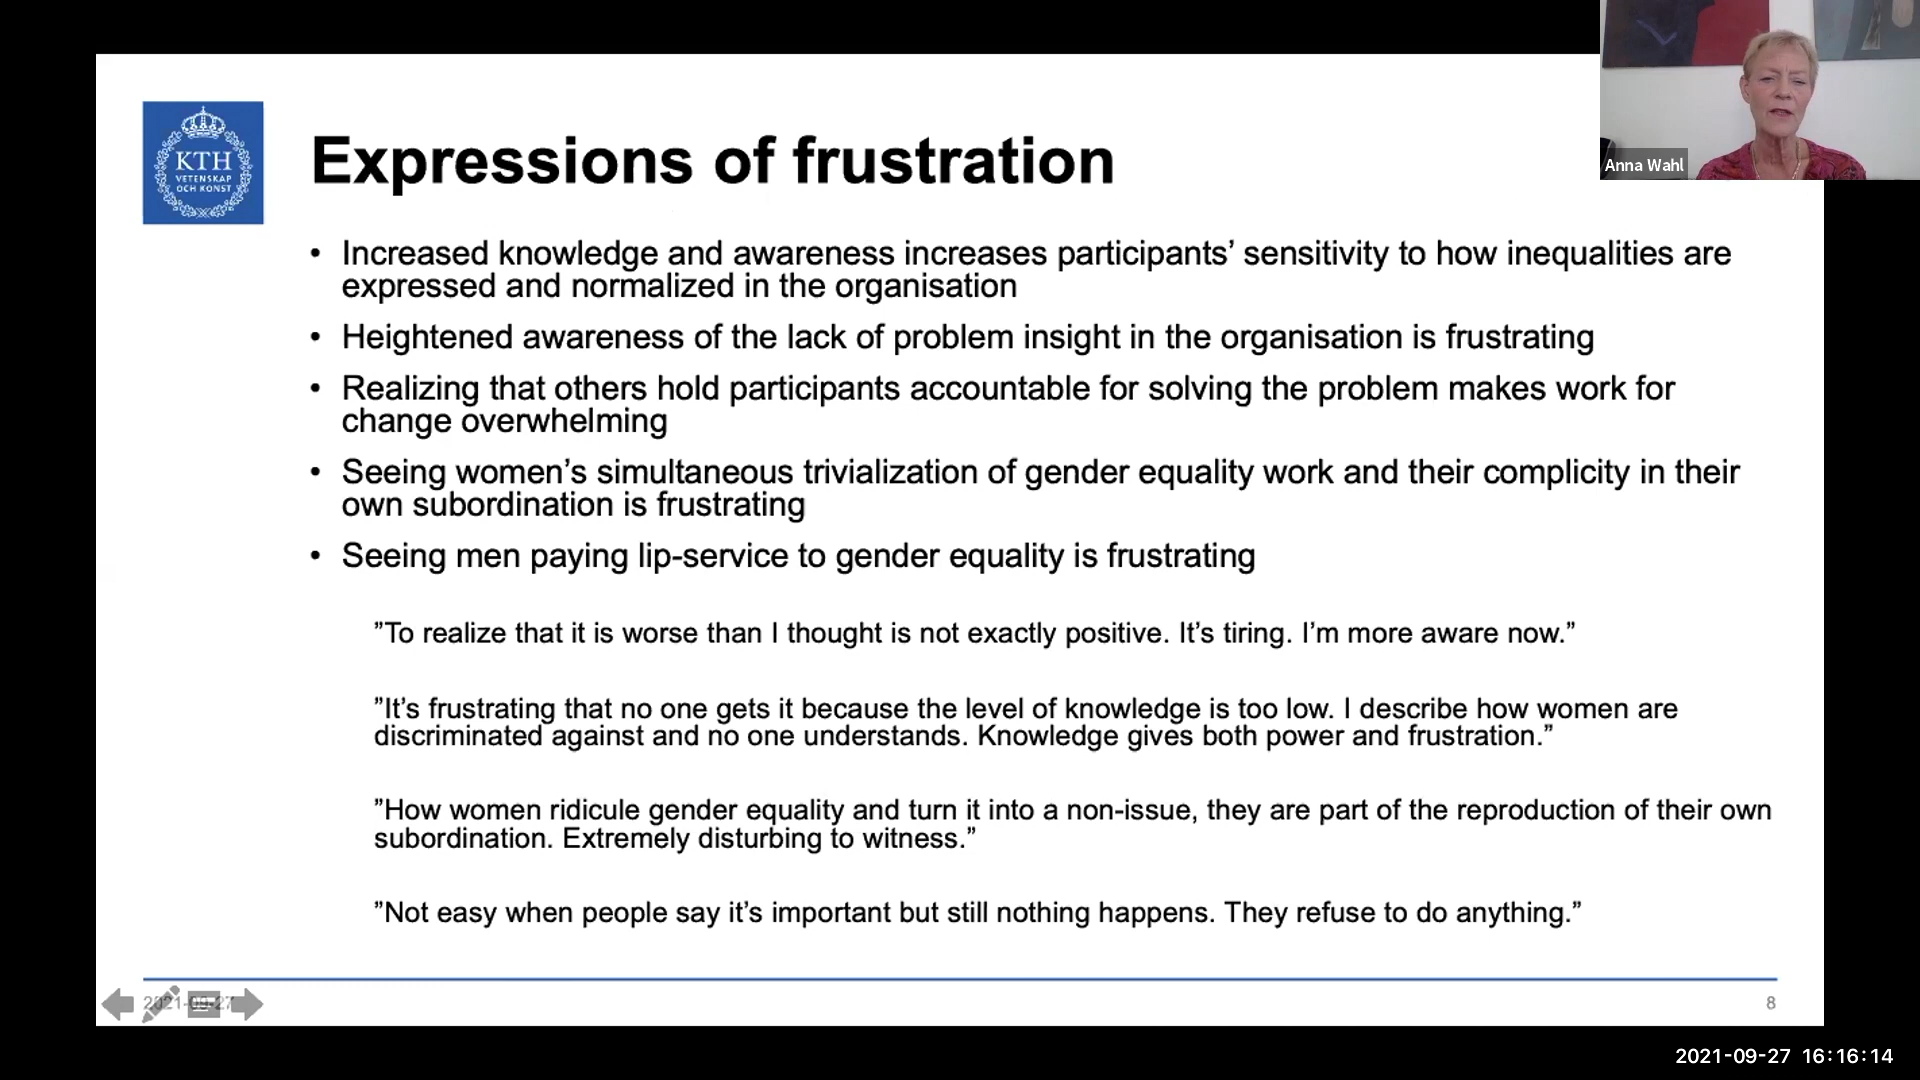 Anna Wahl
KTH
VETENSKAP
OCH KONST
Expressions of frustration
• Increased knowledge and awareness increases participants’ sensitivity to how inequalities are
expressed and normalized in the organisation
• Heightened awareness of the lack of problem insight in the organisation is frustrating
• Realizing that others hold participants accountable for solving the problem makes work for
change overwhelming
• Seeing women’s simultaneous trivialization of gender equality work and their complicity in their
own subordination is frustrating
• Seeing men paying lip-service to gender equality is frustrating
”To realize that it is worse than I thought is not exactly positive. It’s tiring. I’m more aware now.”
”It’s frustrating that no one gets it because the level of knowledge is too low. I describe how women are
discriminated against and no one understands. Knowledge gives both power and frustration.”
”How women ridicule gender equality and turn it into a non-issue, they are part of the reproduction of their own
subordination. Extremely disturbing to witness.”
”Not easy when people say it’s important but still nothing happens. They refuse to do anything.”
2021-09-27
8
2021-09-27 16:16:14